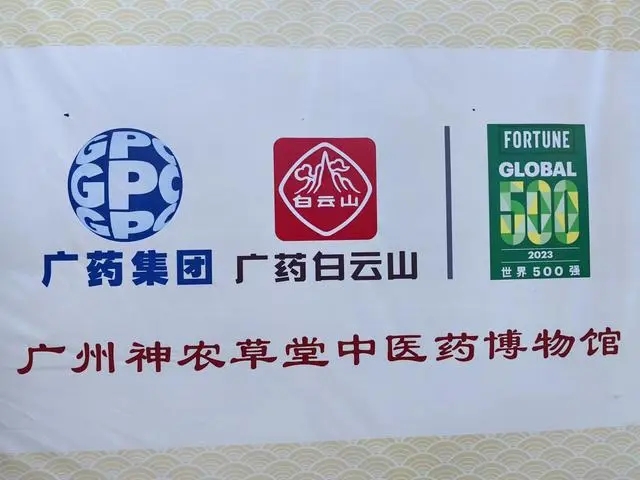 GPC
GPC
GPC
广药集团
白云山
广药白云山
FORTUNE
GLOBAL
500
2023
世界500强
广州神农草堂中医药博物馆